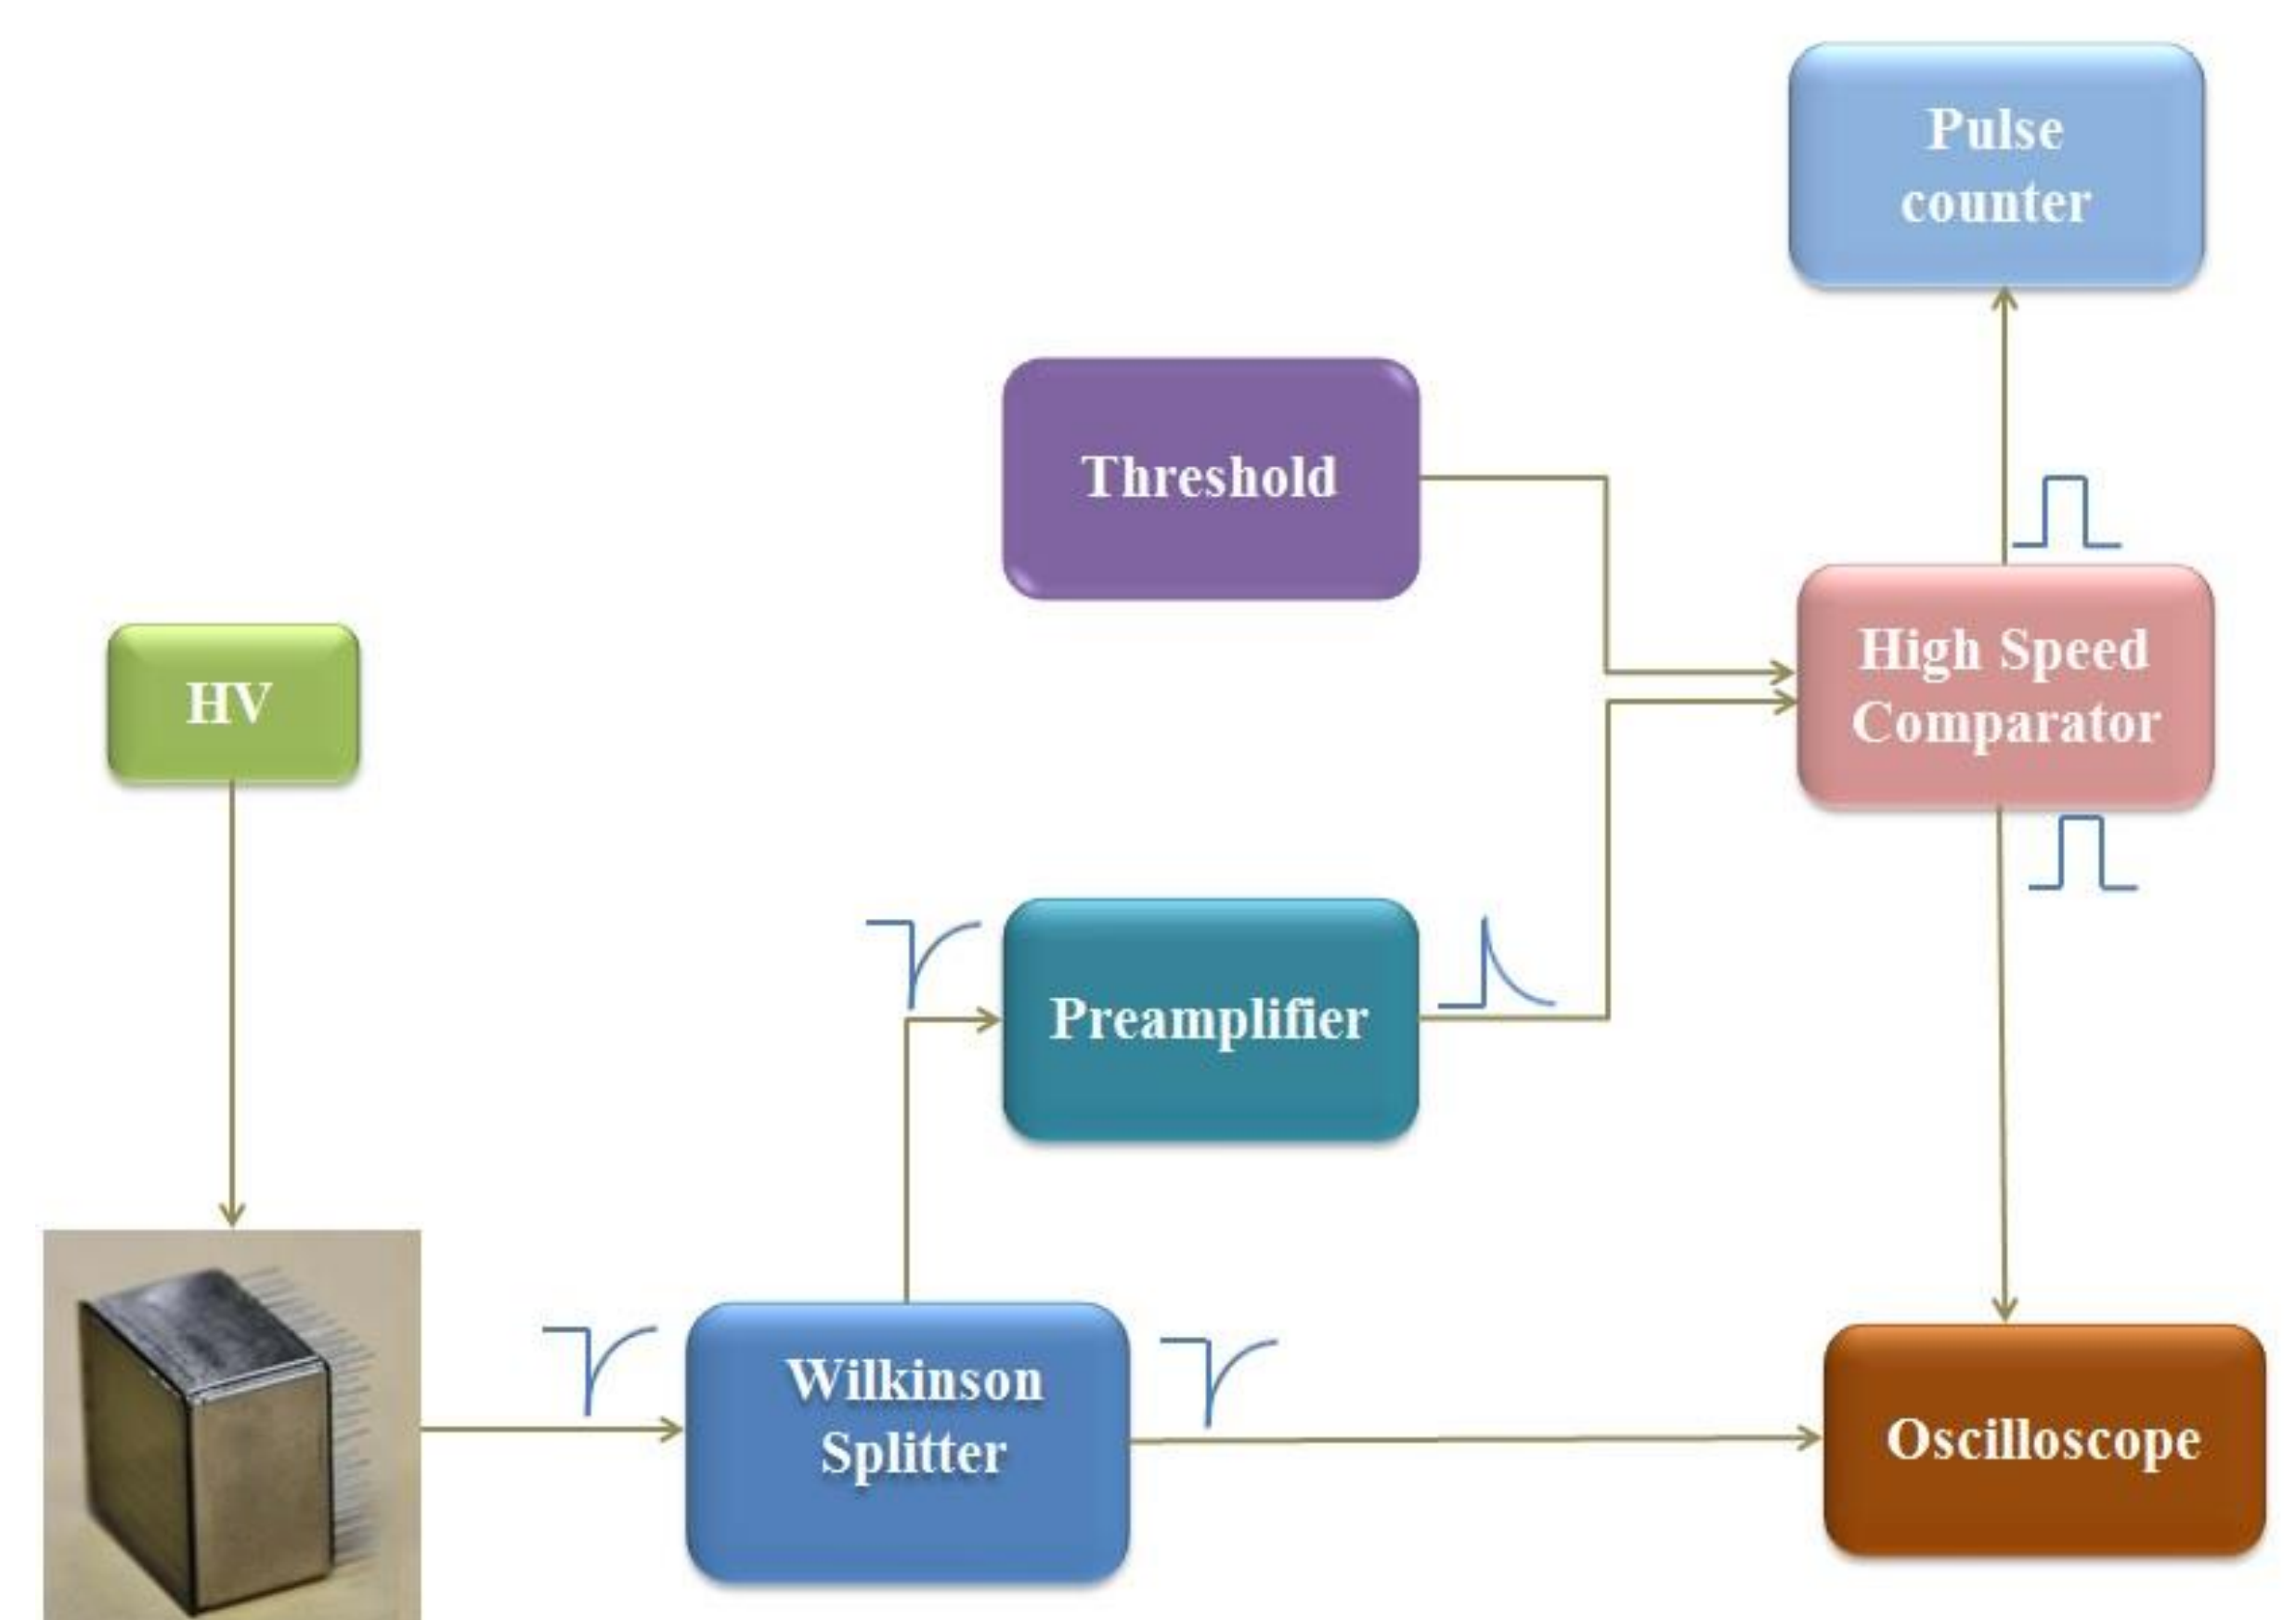 Pulse
counter
Threshold
High Speed
Comparator
HV
Preamplifier
Wilkinson
Splitter
Oscilloscope